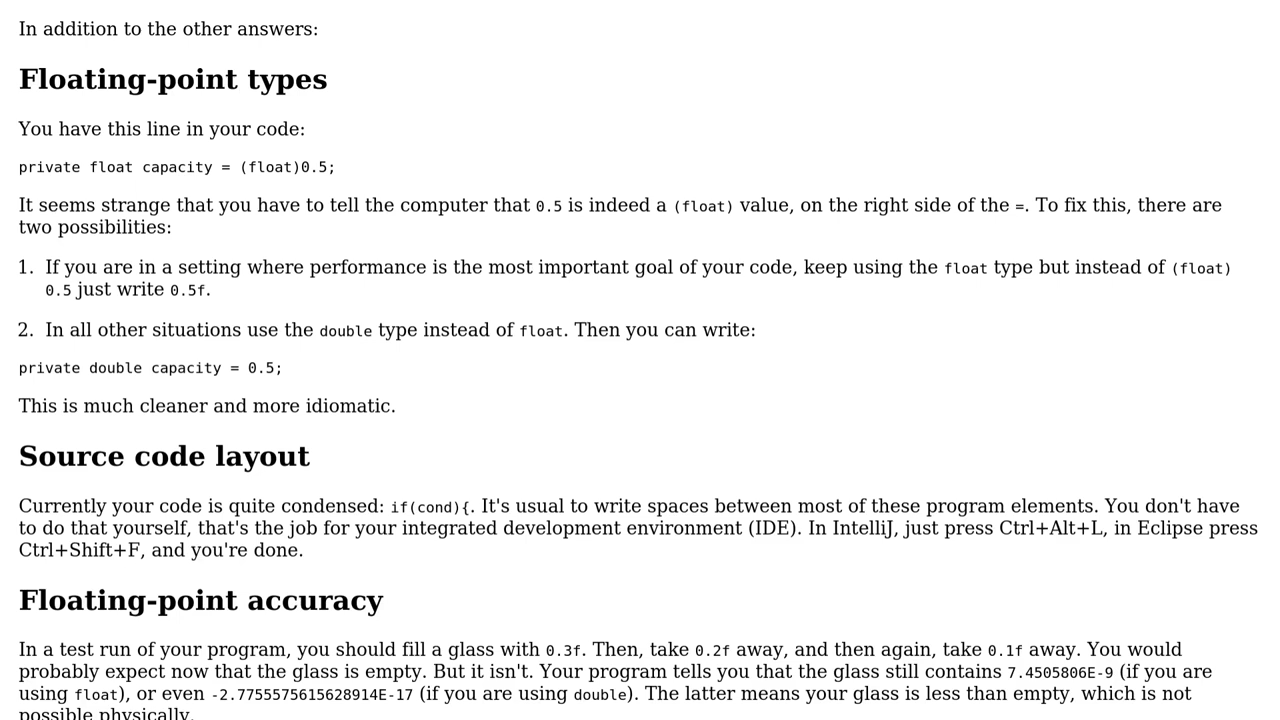 In addition to the other answers:
Floating-point types
You have this line in your code:
private float capacity = (float)0.5;
It seems strange that you have to tell the computer that 0.5 is indeed a (float) value, on the right side of the =. To fix this, there are
two possibilities:
1. If you are in a setting where performance is the most important goal of your code, keep using the float type but instead of (float)
0.5 just write 0.5f.
2. In all other situations use the double type instead of float. Then you can write:
private double capacity = 0.5;
This is much cleaner and more idiomatic.
Source code layout
Currently your code is quite condensed: if(cond){. It's usual to write spaces between most of these program elements. You don't have
to do that yourself, that's the job for your integrated development environment (IDE). In IntelliJ, just press Ctrl+Alt+L, in Eclipse press
Ctrl+Shift+F, and you're done.
Floating-point accuracy
In a test run of your program, you should fill a glass with 0.3f. Then, take 0.2f away, and then again, take 0.1f away. You would
probably expect now that the glass is empty. But it isn't. Your program tells you that the glass still contains 7.4505806E-9 (if you are
using float), or even -2.7755575615628914E-17 (if you are using double). The latter means your glass is less than empty, which is not
possible physically.